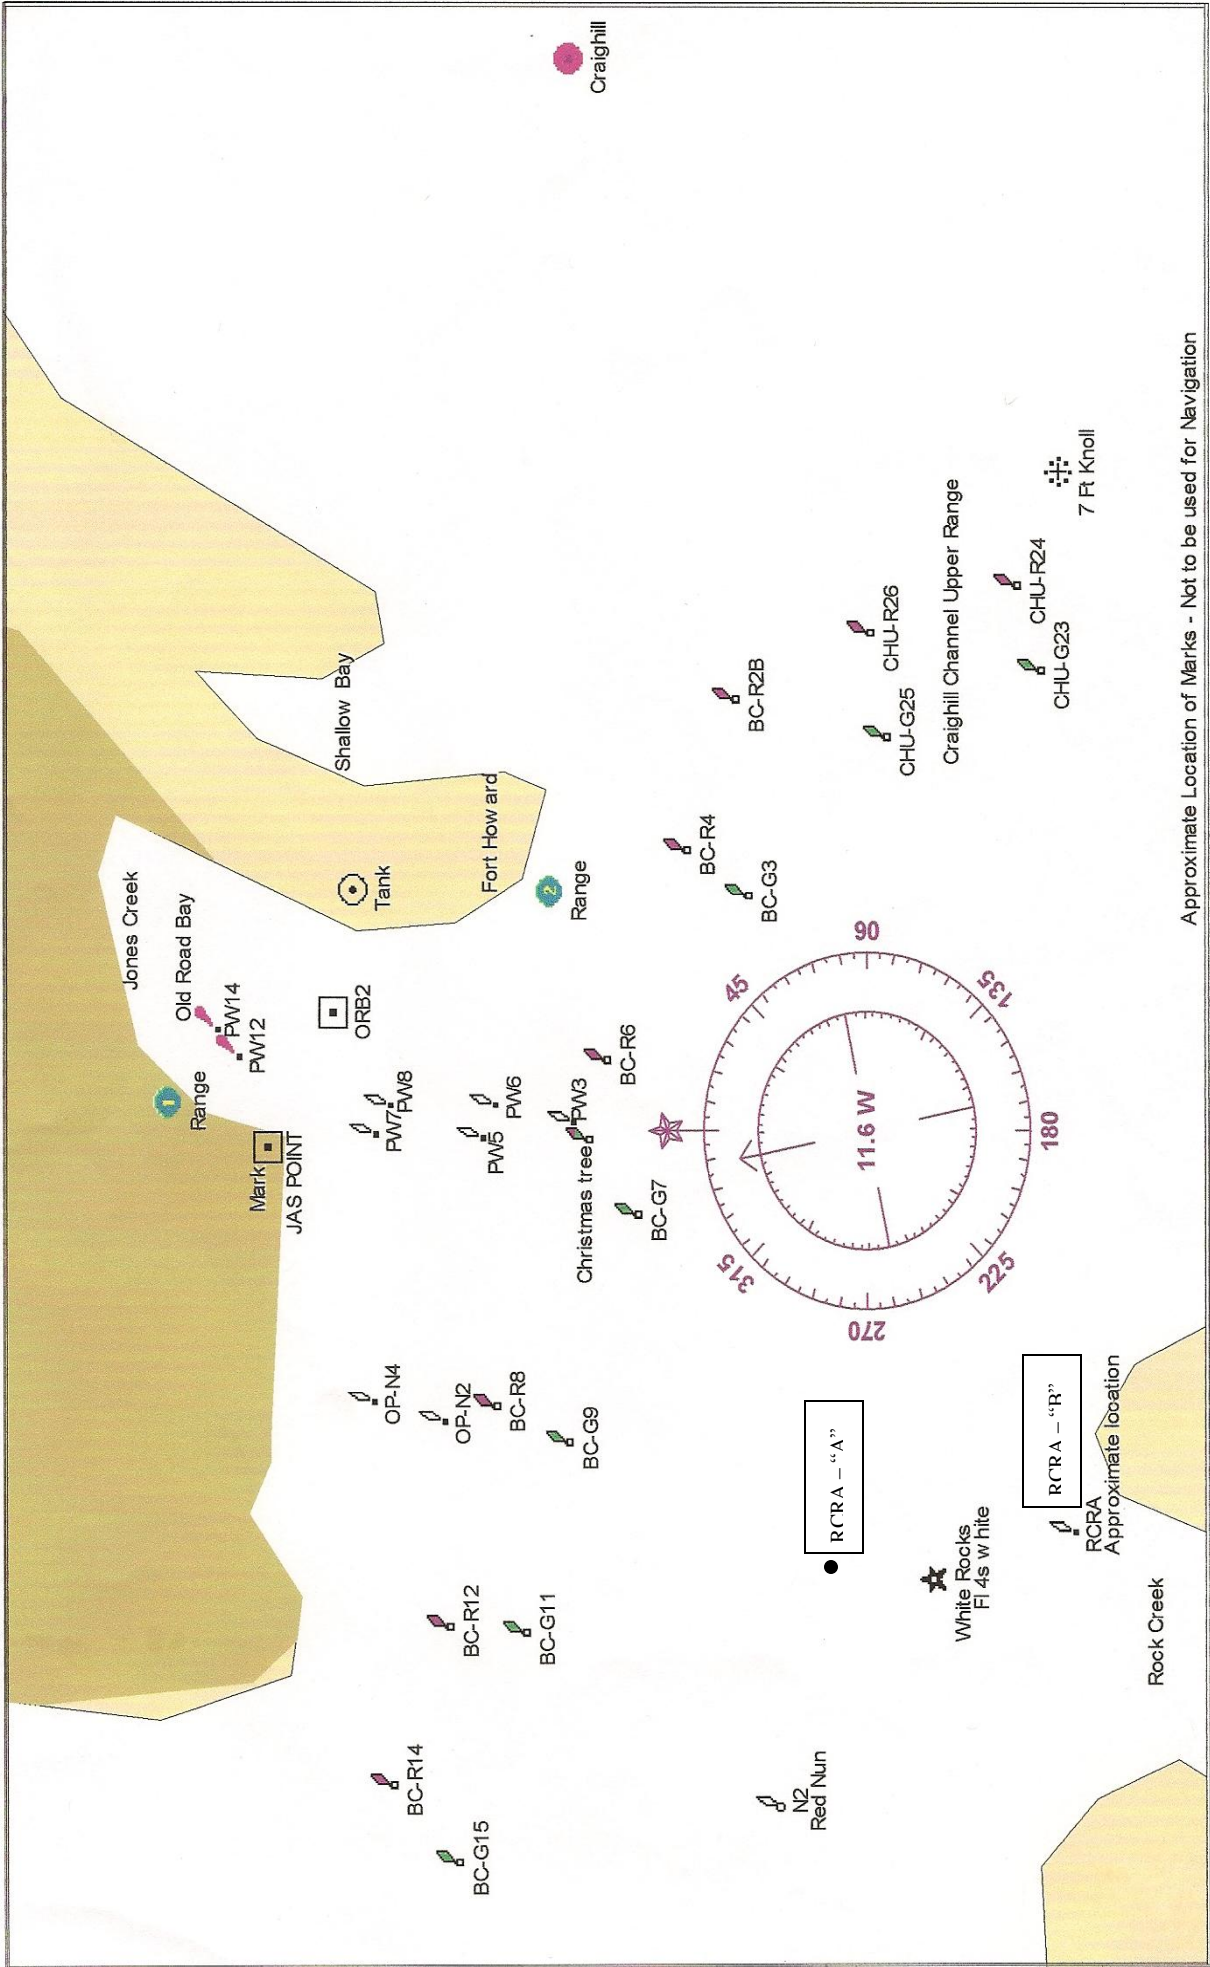 Jones Creek
Old Road Bay
Range
1
PW14
PW12
Mark
JAS POINT
Shallow Bay
Tank
ORB2
PW7
PW8
OP-N4
BC-R14
Fort Howard
PW5
PW6
OP-N2
BC-R8
BC-R12
BC-G15
Craighill
2
Range
PW3
Christmas tree
BC-G9
BC-G11
BC-R6
BC-G7
BC-R4
BC-R2B
BC-G3
N2
Red Nun
45
90
135
180
225
270
315
11.6 W
RCRA – “A”
CHU-R26
CHU-G25
Craighill Channel Upper Range
White Rocks
Fl 4s white
CHU-R24
CHU-G23
RCRA – “B”
7 Ft Knoll
RCRA
Approximate location
Rock Creek
Approximate Location of Marks - Not to be used for Navigation